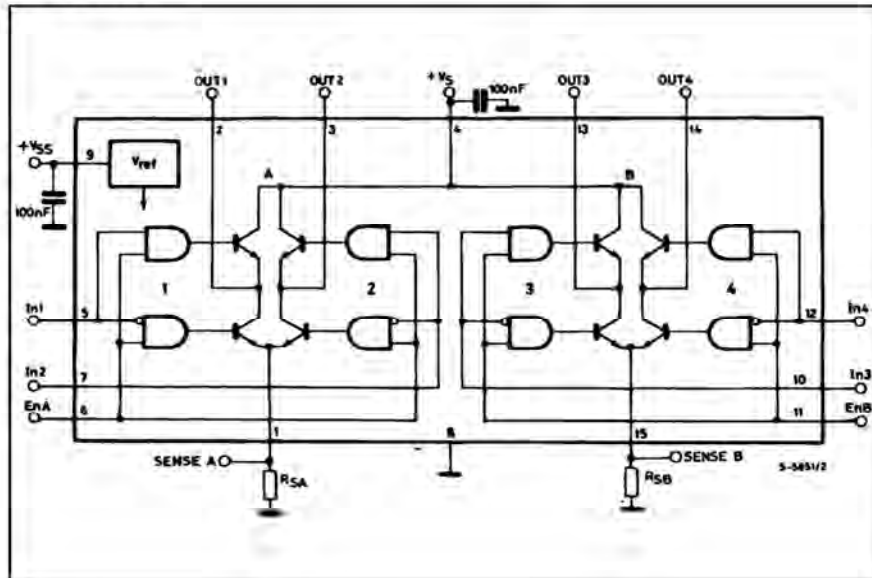 OUT1 OUT2 +Vs 100nF OUT3 OUT4
2 3 4 13 14
+Vss 9 Vref A B
100nF
1 2 3 4
In1 5 12 In4
In2 7 10 In3
EnA 6 11 EnB
1 8 15
SENSE A SENSE B S-5851/2
RSA RSB